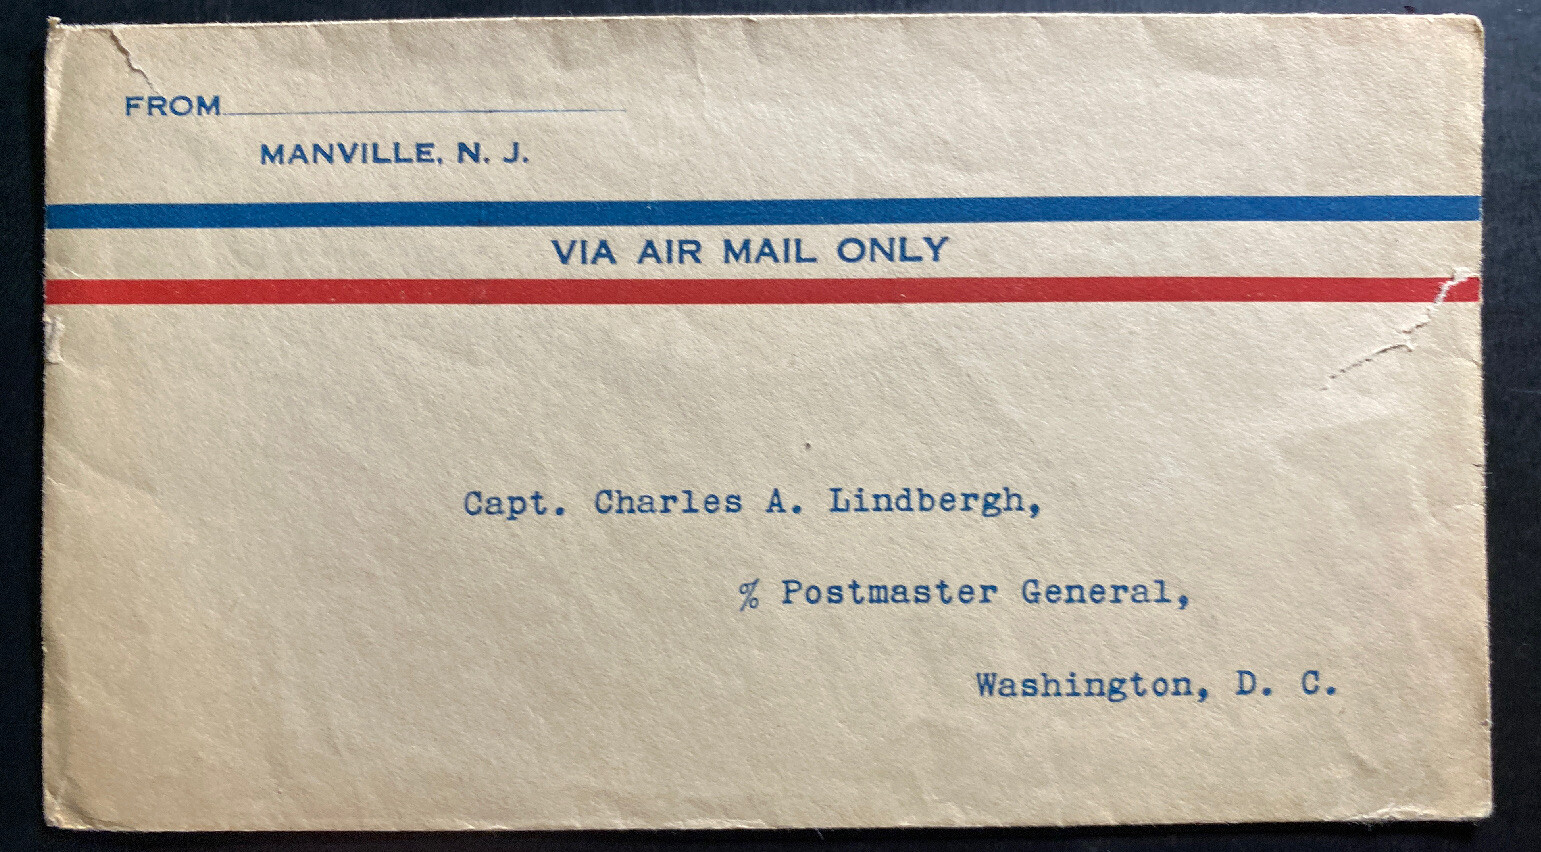 FROM
MANVILLE, N. J.
VIA AIR MAIL ONLY
Capt. Charles A. Lindbergh,
% Postmaster General,
Washington, D. C.